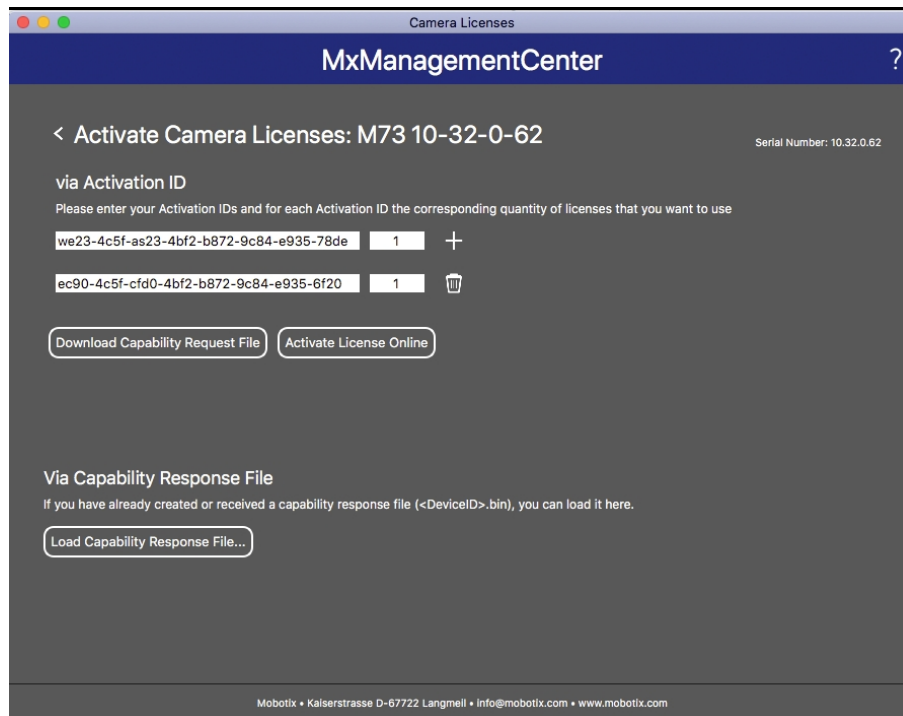 Camera Licenses
MxManagementCenter
?
< Activate Camera Licenses: M73 10-32-0-62
Serial Number: 10.32.0.62
via Activation ID
Please enter your Activation IDs and for each Activation ID the corresponding quantity of licenses that you want to use
we23-4c5f-as23-4bf2-b872-9c84-e935-78de 1 +
ec90-4c5f-cfd0-4bf2-b872-9c84-e935-6f20 1
Download Capability Request File Activate License Online
Via Capability Response File
If you have already created or received a capability response file (<DeviceID>.bin), you can load it here.
Load Capability Response File...
Mobotix • Kaiserstrasse D-67722 Langmeil • info@mobotix.com • www.mobotix.com